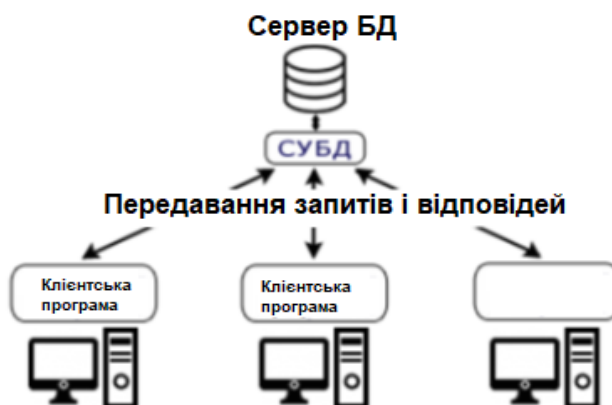 Сервер БД
СУБД
Передавання запитів і відповідей
Клієнтська
програма
Клієнтська
програма